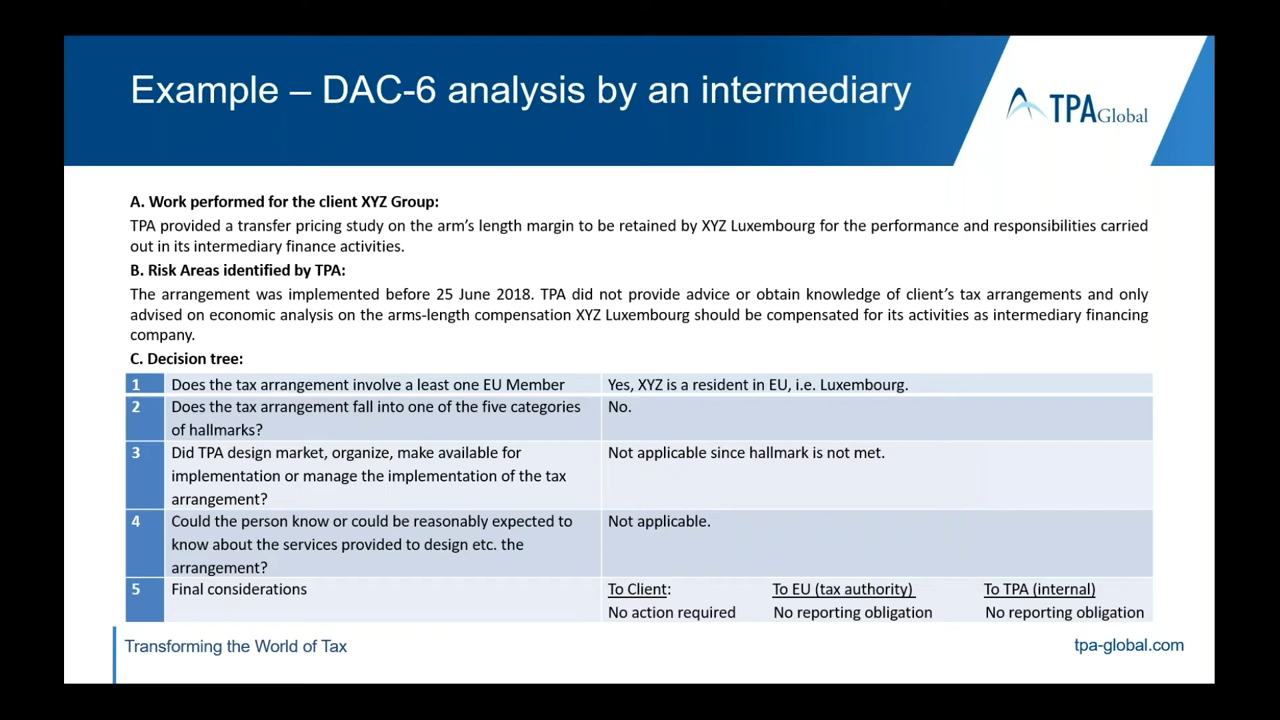 Example – DAC-6 analysis by an intermediary
TPAGlobal
A. Work performed for the client XYZ Group:
TPA provided a transfer pricing study on the arm's length margin to be retained by XYZ Luxembourg for the performance and responsibilities carried
out in its intermediary finance activities.
B. Risk Areas identified by TPA:
The arrangement was implemented before 25 June 2018. TPA did not provide advice or obtain knowledge of client's tax arrangements and only
advised on economic analysis on the arms-length compensation XYZ Luxembourg should be compensated for its activities as intermediary financing
company.
C. Decision tree:
1 Does the tax arrangement involve a least one EU Member Yes, XYZ is a resident in EU, i.e. Luxembourg.
2 Does the tax arrangement fall into one of the five categories No.
of hallmarks?
3 Did TPA design market, organize, make available for Not applicable since hallmark is not met.
implementation or manage the implementation of the tax
arrangement?
4 Could the person know or could be reasonably expected to Not applicable.
know about the services provided to design etc. the
arrangement?
5 Final considerations To Client: To EU (tax authority) To TPA (internal)
No action required No reporting obligation No reporting obligation
Transforming the World of Tax tpa-global.com